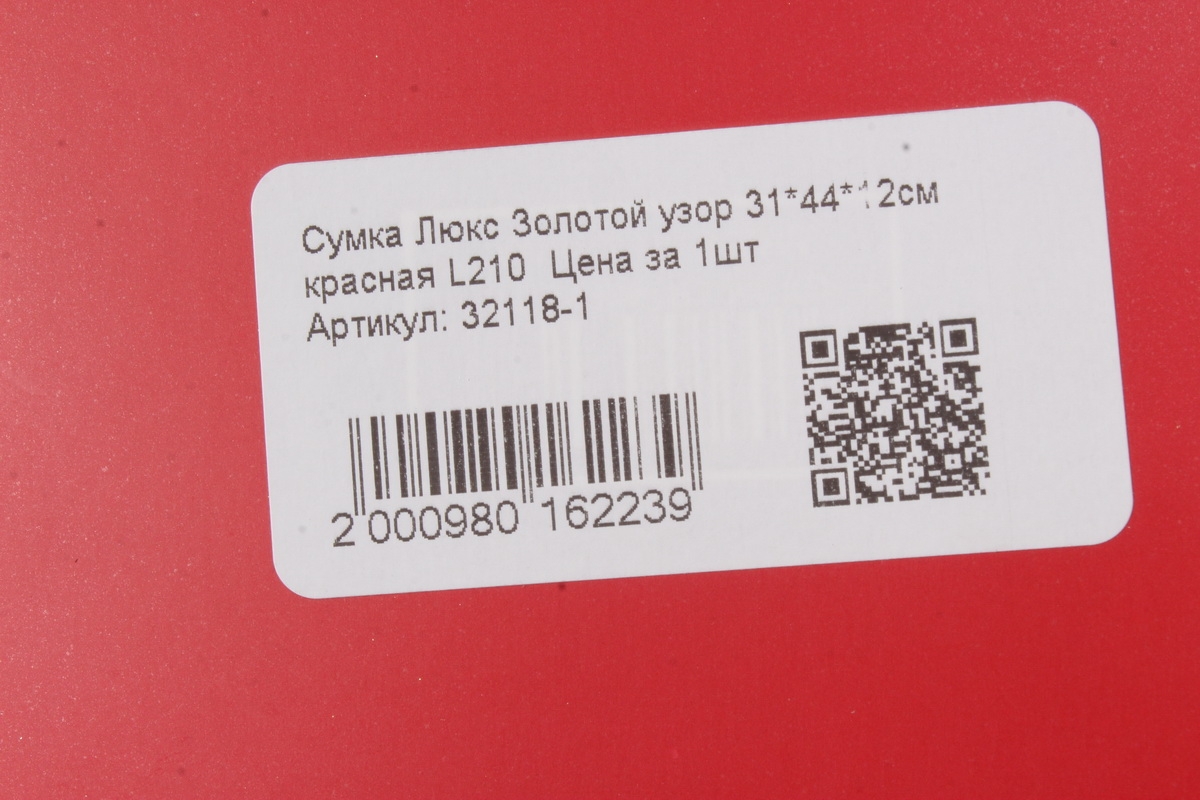 Сумка Люкс Золотой узор 31*44*12см
красная L210 Цена за 1шт
Артикул: 32118-1
2 000980 162239